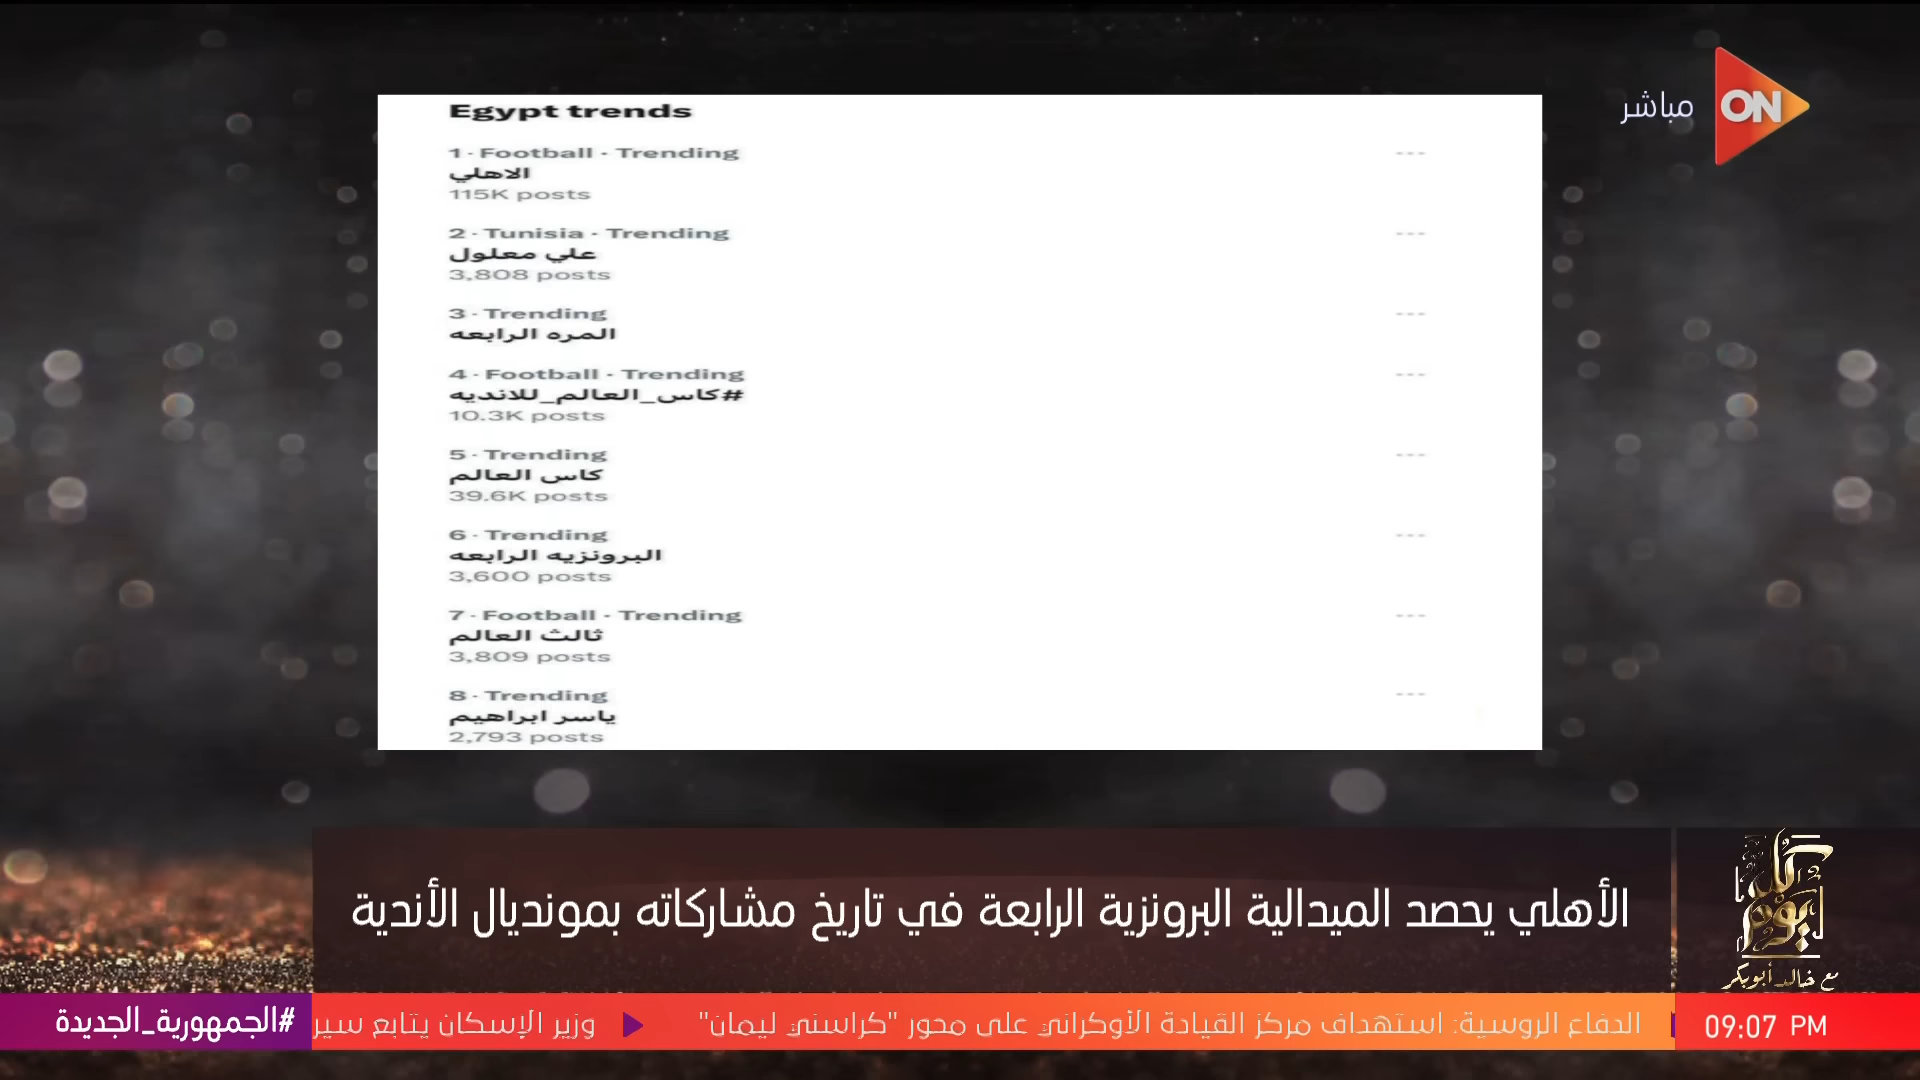 مباشر
ON
Egypt trends
1 · Football · Trending
الاهلي
115K posts
2 · Tunisia · Trending
علي معلول
3,808 posts
3 · Trending
المره الرابعه
4 · Football · Trending
#كاس_العالم_للانديه
10.3K posts
5 · Trending
كاس العالم
39.6K posts
6 · Trending
البرونزيه الرابعه
3,600 posts
7 · Football · Trending
ثالث العالم
3,809 posts
8 · Trending
ياسر ابراهيم
2,793 posts
الأهلي يحصد الميدالية البرونزية الرابعة في تاريخ مشاركاته بمونديال الأندية
كل يوم
مع خالد أبوبكر
09:07 PM
الدفاع الروسية: استهداف مركز القيادة الأوكراني على محور "كراسني ليمان"
وزير الإسكان يتابع سير
#الجمهورية_الجديدة